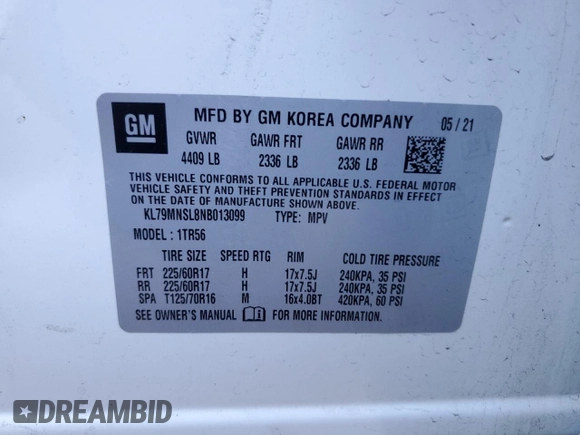 GM
MFD BY GM KOREA COMPANY 05 / 21
GVWR GAWR FRT GAWR RR
4409 LB 2336 LB 2336 LB
THIS VEHICLE CONFORMS TO ALL APPLICABLE U.S. FEDERAL MOTOR
VEHICLE SAFETY AND THEFT PREVENTION STANDARDS IN EFFECT
ON THE DATE OF MANUFACTURE SHOWN ABOVE.
KL79MNSL8NB013099 TYPE: MPV
MODEL: 1TR56
TIRE SIZE SPEED RTG RIM COLD TIRE PRESSURE
FRT 225/60R17 H 17x7.5J 240KPA, 35 PSI
RR 225/60R17 H 17x7.5J 240KPA, 35 PSI
SPA T125/70R16 M 16x4.0BT 420KPA, 60 PSI
SEE OWNER'S MANUAL FOR MORE INFORMATION.
DREAMBID